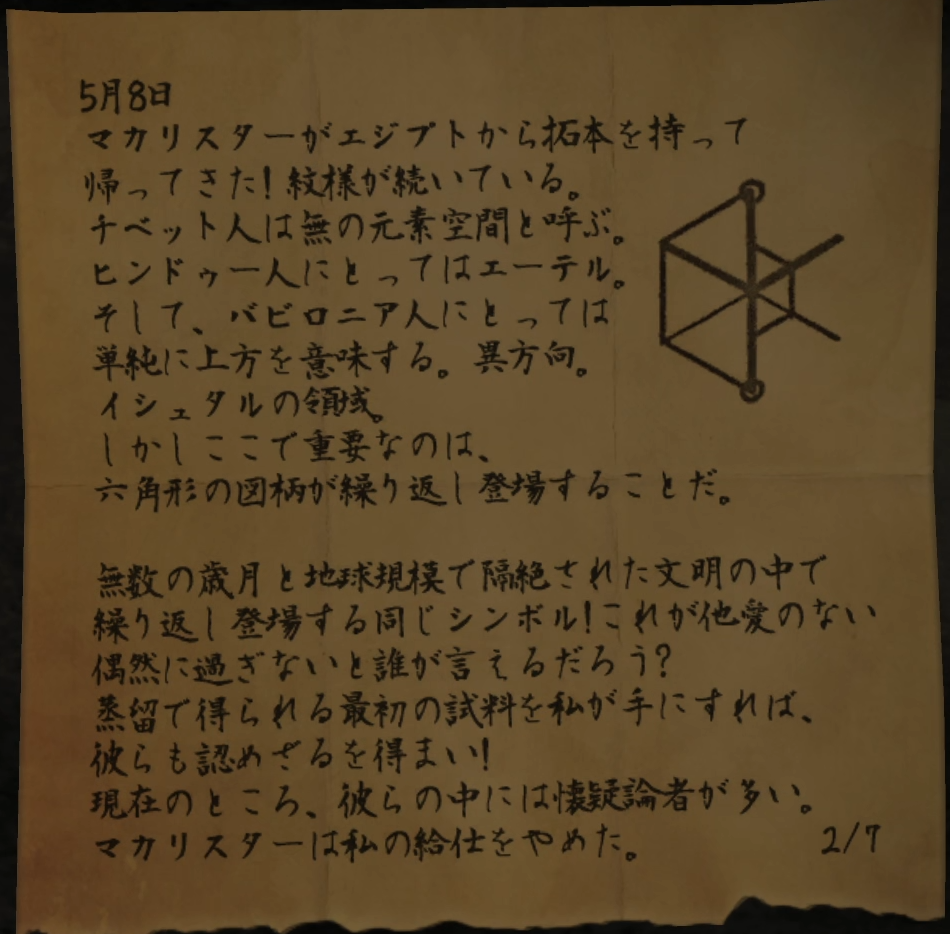 5月8日
マカリスターがエジプトから拓本を持って
帰ってきた!紋様が続いている。
チベット人は無の元素空間と呼ぶ。
ヒンドゥー人にとってはエーテル。
そして、バビロニア人にとっては
単純に上方を意味する。異方向。
イシュタルの領域。
しかしここで重要なのは、
六角形の図柄が繰り返し登場することだ。
無数の歳月と地球規模で隔絶された文明の中で
繰り返し登場する同じシンボル!これが他愛のない
偶然に過ぎないと誰が言えるだろう?
蒸留で得られる最初の試料を私が手にすれば、
彼らも認めざるを得まい!
現在のところ、彼らの中には懐疑論者が多い。
マカリスターは私の給仕をやめた。
2/7